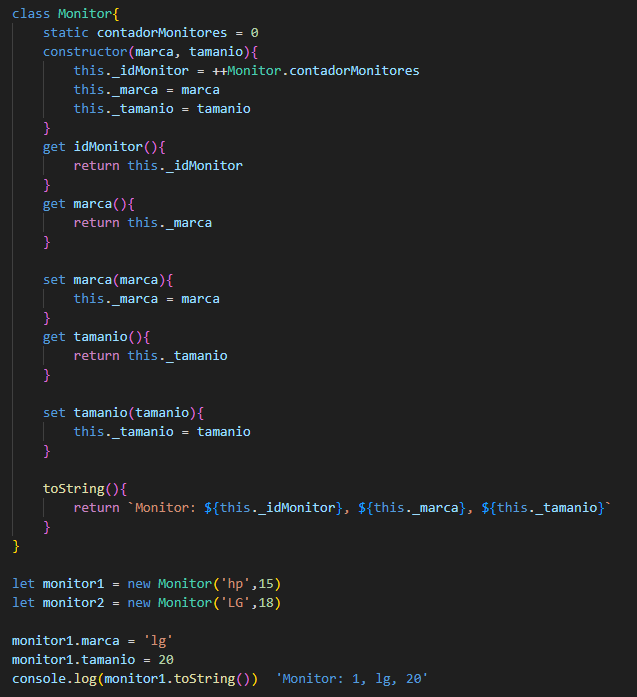 class Monitor{
    static contadorMonitores = 0
    constructor(marca, tamanio){
        this._idMonitor = ++Monitor.contadorMonitores
        this._marca = marca
        this._tamanio = tamanio
    }
    get idMonitor(){
        return this._idMonitor
    }
    get marca(){
        return this._marca
    }

    set marca(marca){
        this._marca = marca
    }
    get tamanio(){
        return this._tamanio
    }

    set tamanio(tamanio){
        this._tamanio = tamanio
    }

    toString(){
        return `Monitor: ${this._idMonitor}, ${this._marca}, ${this._tamanio}`
    }
}

let monitor1 = new Monitor('hp',15)
let monitor2 = new Monitor('LG',18)

monitor1.marca = 'lg'
monitor1.tamanio = 20
console.log(monitor1.toString())  'Monitor: 1, lg, 20'